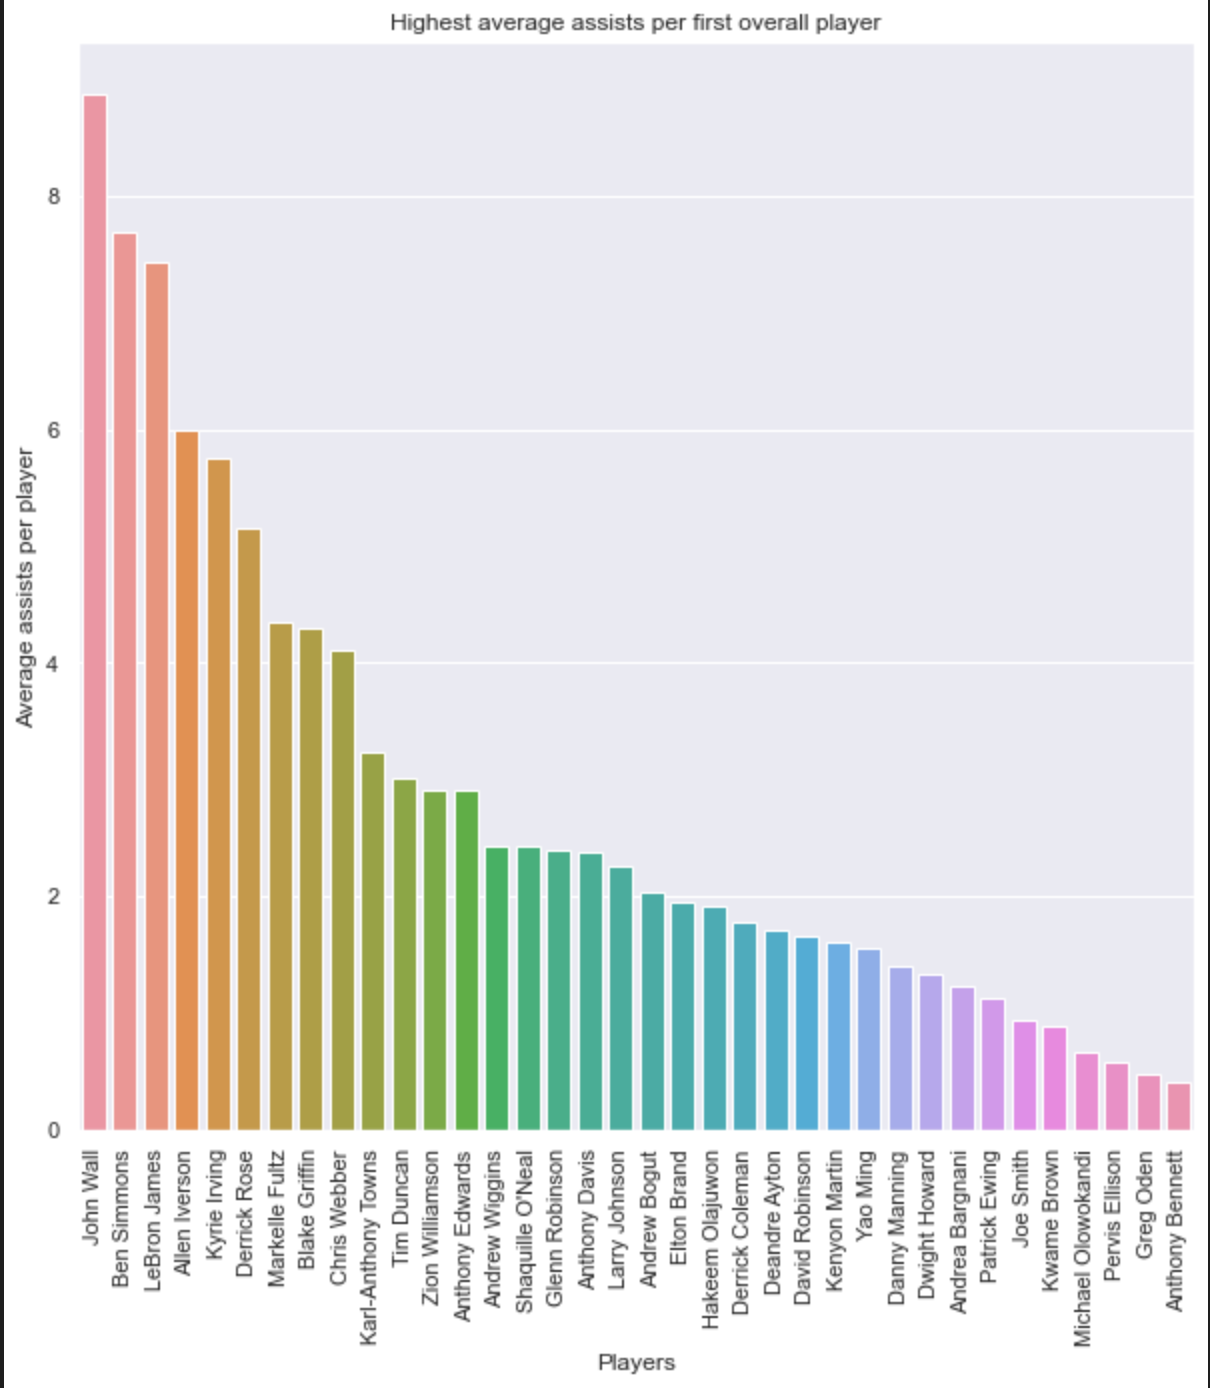 Highest average assists per first overall player
Average assists per player
8
6
4
2
0
John Wall
Ben Simmons
LeBron James
Allen Iverson
Kyrie Irving
Derrick Rose
Markelle Fultz
Blake Griffin
Chris Webber
Karl-Anthony Towns
Tim Duncan
Zion Williamson
Anthony Edwards
Andrew Wiggins
Shaquille O'Neal
Glenn Robinson
Anthony Davis
Larry Johnson
Andrew Bogut
Elton Brand
Hakeem Olajuwon
Derrick Coleman
Deandre Ayton
David Robinson
Kenyon Martin
Yao Ming
Danny Manning
Dwight Howard
Andrea Bargnani
Patrick Ewing
Joe Smith
Kwame Brown
Michael Olowokandi
Pervis Ellison
Greg Oden
Anthony Bennett
Players